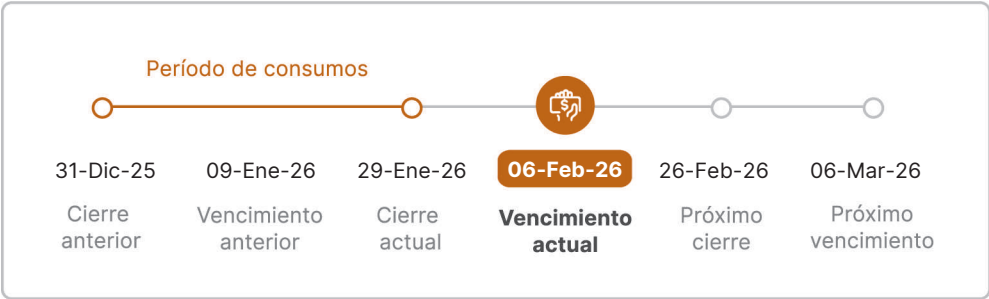 Período de consumos
31-Dic-25
09-Ene-26
29-Ene-26
06-Feb-26
26-Feb-26
06-Mar-26
Cierre
anterior
Vencimiento
anterior
Cierre
actual
Vencimiento
actual
Próximo
cierre
Próximo
vencimiento